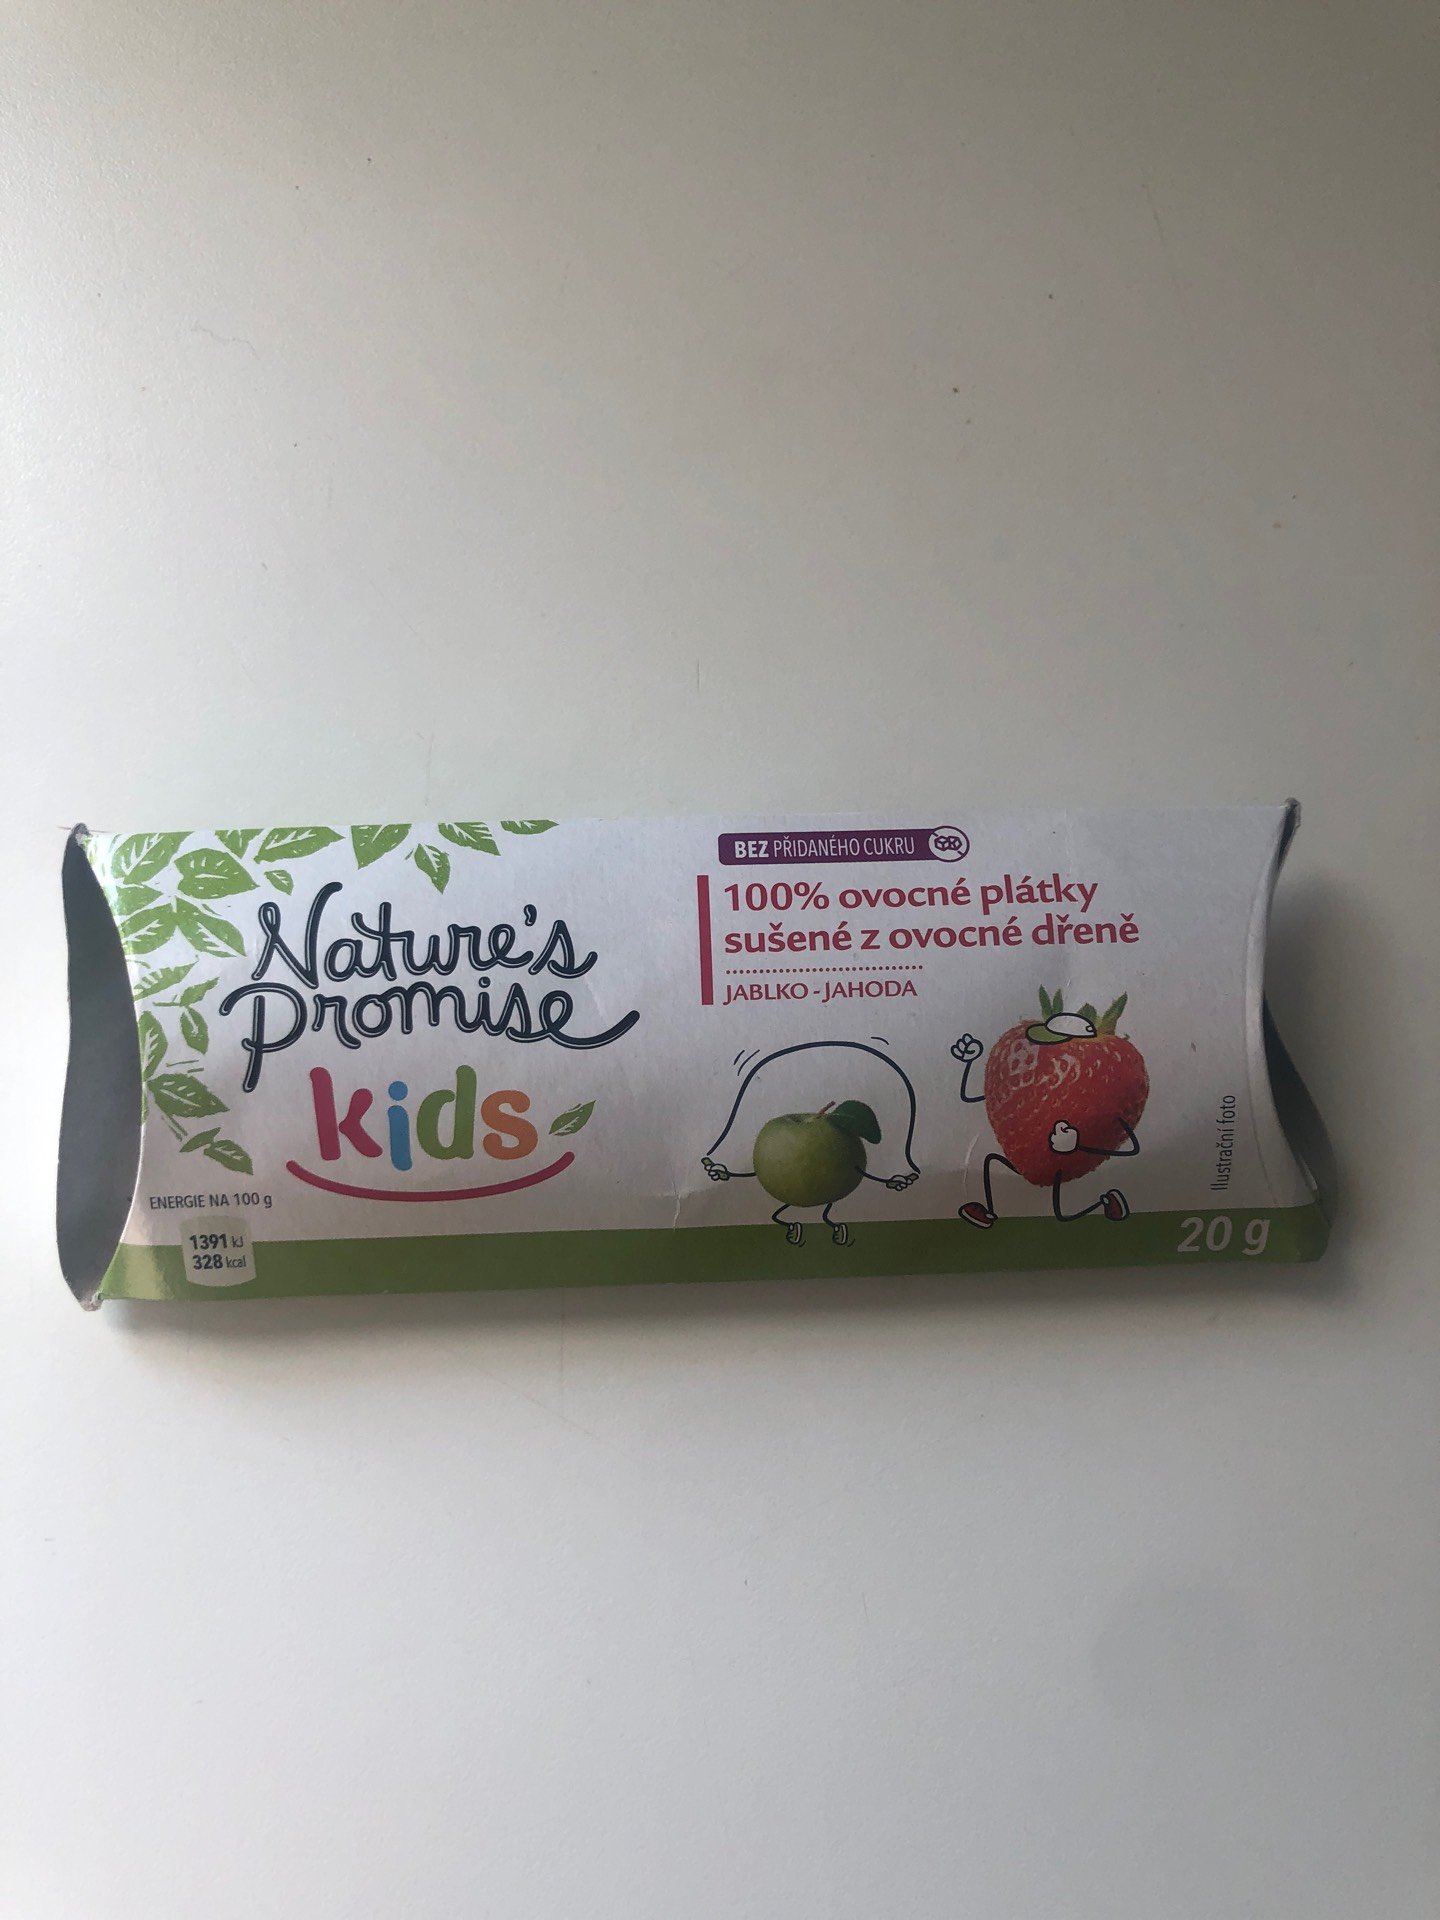 Nature's
Promise
kids
ENERGIE NA 100 g
1391 kJ
328 kcal
BEZ PŘIDANÉHO CUKRU
100% ovocné plátky
sušené z ovocné dřeně
JABLKO - JAHODA
Ilustrační foto
20 g